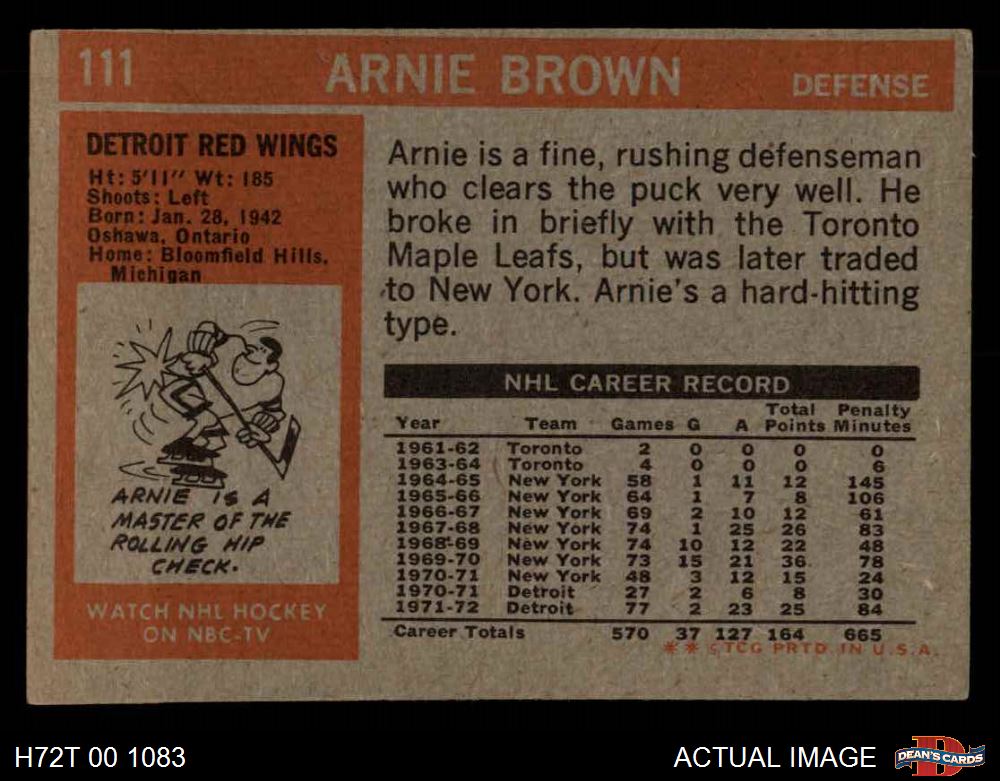 111 ARNIE BROWN DEFENSE
DETROIT RED WINGS
Ht: 5'11" Wt: 185
Shoots: Left
Born: Jan. 28, 1942
Oshawa, Ontario
Home: Bloomfield Hills,
Michigan
ARNIE IS A
MASTER OF THE
ROLLING HIP
CHECK.
WATCH NHL HOCKEY
ON NBC-TV
Arnie is a fine, rushing defenseman
who clears the puck very well. He
broke in briefly with the Toronto
Maple Leafs, but was later traded
to New York. Arnie's a hard-hitting
type.
NHL CAREER RECORD
Total Penalty
Year Team Games G A Points Minutes
1961-62 Toronto 2 0 0 0 0
1963-64 Toronto 4 0 0 0 6
1964-65 New York 58 1 11 12 145
1965-66 New York 64 1 7 8 106
1966-67 New York 69 2 10 12 61
1967-68 New York 74 1 25 26 83
1968-69 New York 74 10 12 22 48
1969-70 New York 73 15 21 36 78
1970-71 New York 48 3 12 15 24
1970-71 Detroit 27 2 6 8 30
1971-72 Detroit 77 2 23 25 84
Career Totals 570 37 127 164 665
** ©TCG PRTD. IN U.S.A.
H72T 00 1083 ACTUAL IMAGE D DEAN'S CARDS